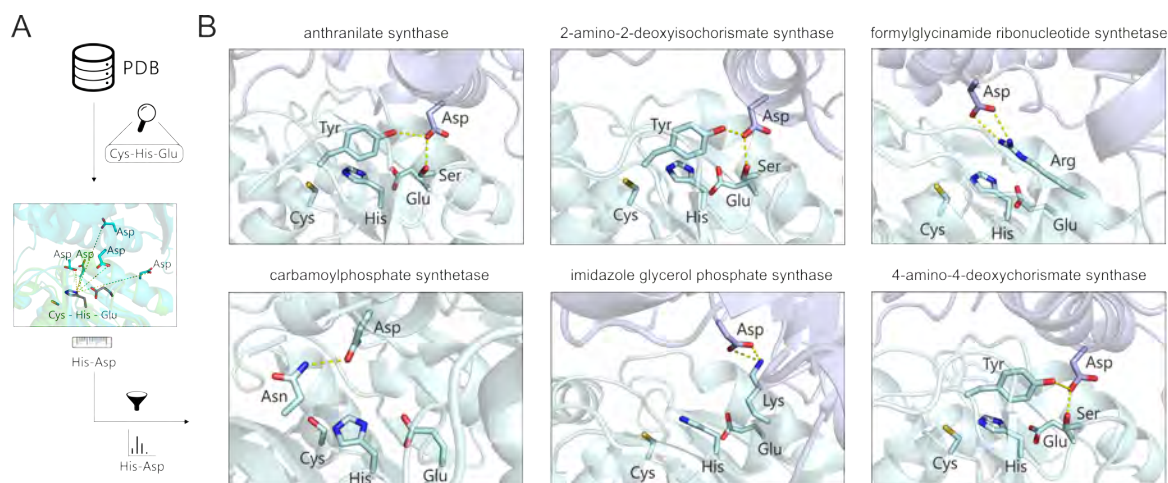 A
PDB
Cys-His-Glu
Asp
Asp
Asp
Asp
Asp
Cys - His - Glu
His-Asp
His-Asp
B
anthranilate synthase
Asp
Tyr
Ser
Glu
Cys
His
2-amino-2-deoxyisochorismate synthase
Asp
Tyr
Ser
Glu
Cys
His
formylglycinamide ribonucleotide synthetase
Asp
Arg
Cys
His
Glu
carbamoylphosphate synthetase
Asp
Asn
Cys
His
Glu
imidazole glycerol phosphate synthase
Asp
Lys
Cys
His
Glu
4-amino-4-deoxychorismate synthase
Tyr
Asp
Ser
Glu
Cys
His